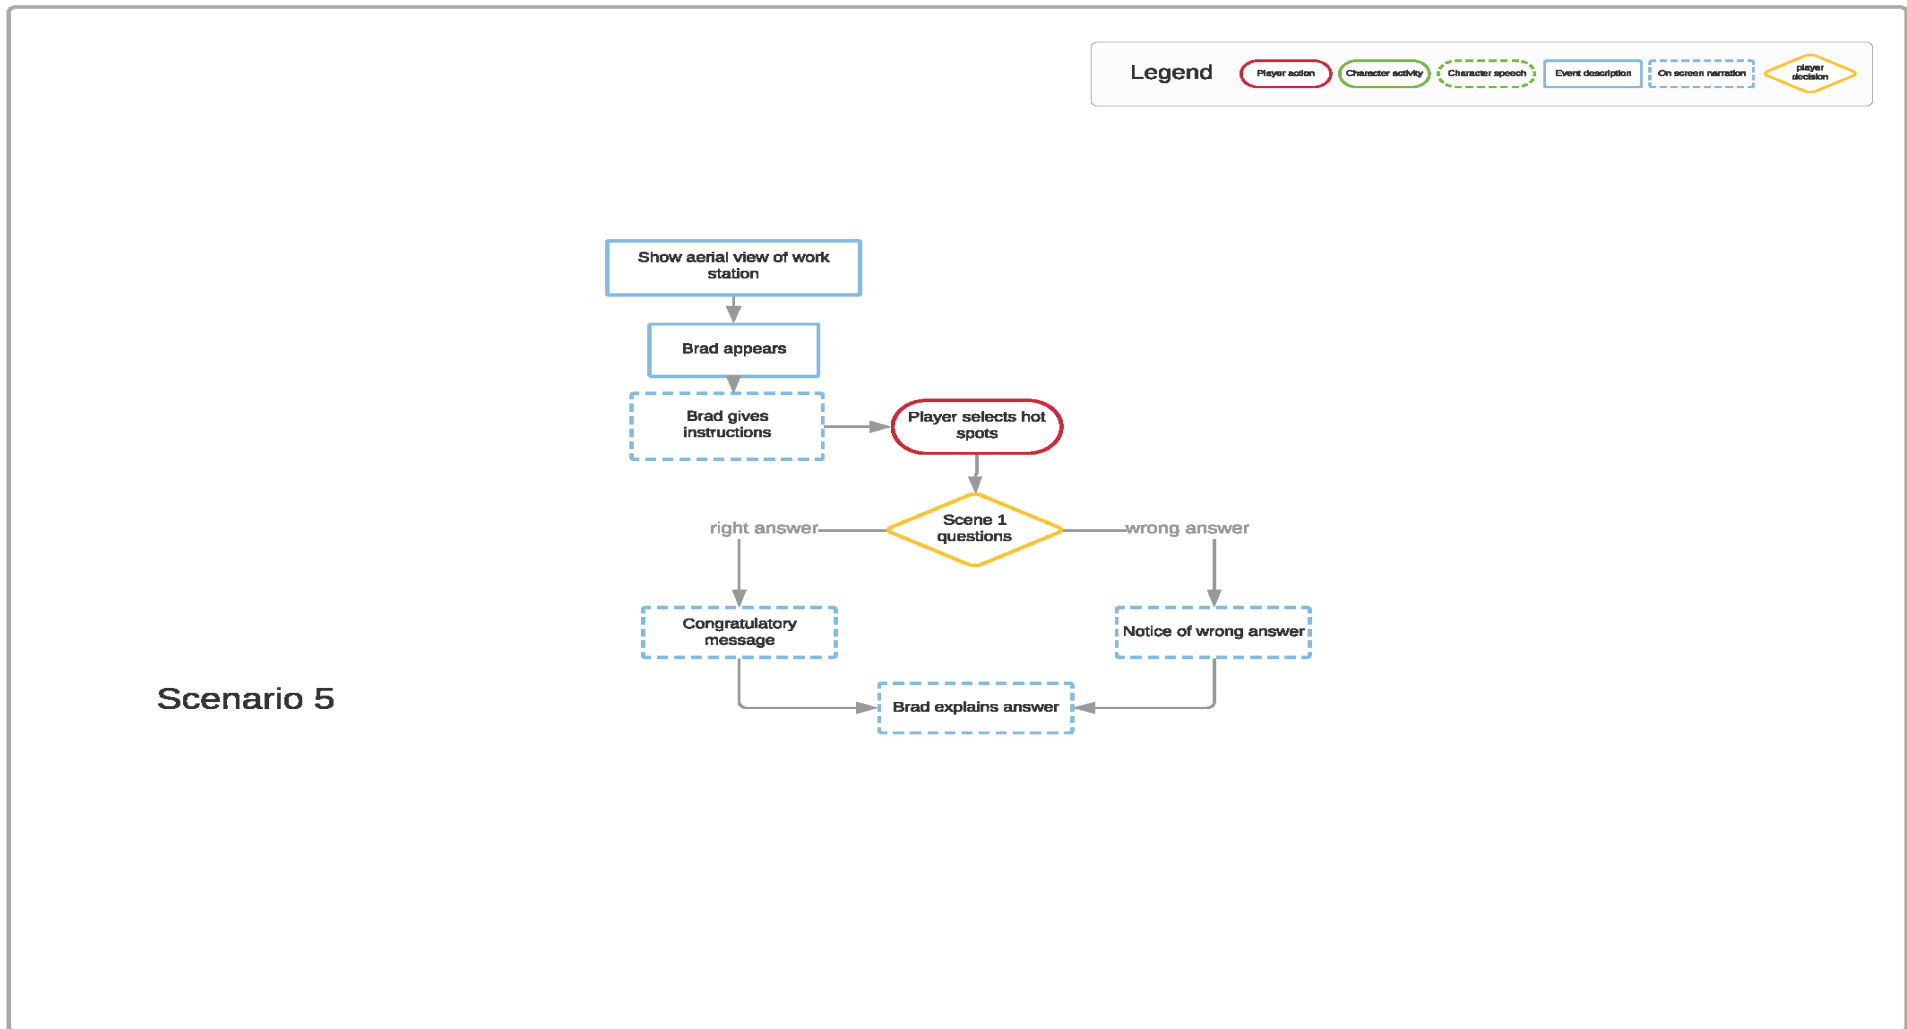 Legend
Player action
Character activity
Character speech
Event description
On screen narration
player
decision
Show aerial view of work
station
Brad appears
Brad gives
instructions
Player selects hot
spots
Scene 1
questions
right answer
wrong answer
Congratulatory
message
Notice of wrong answer
Scenario 5
Brad explains answer